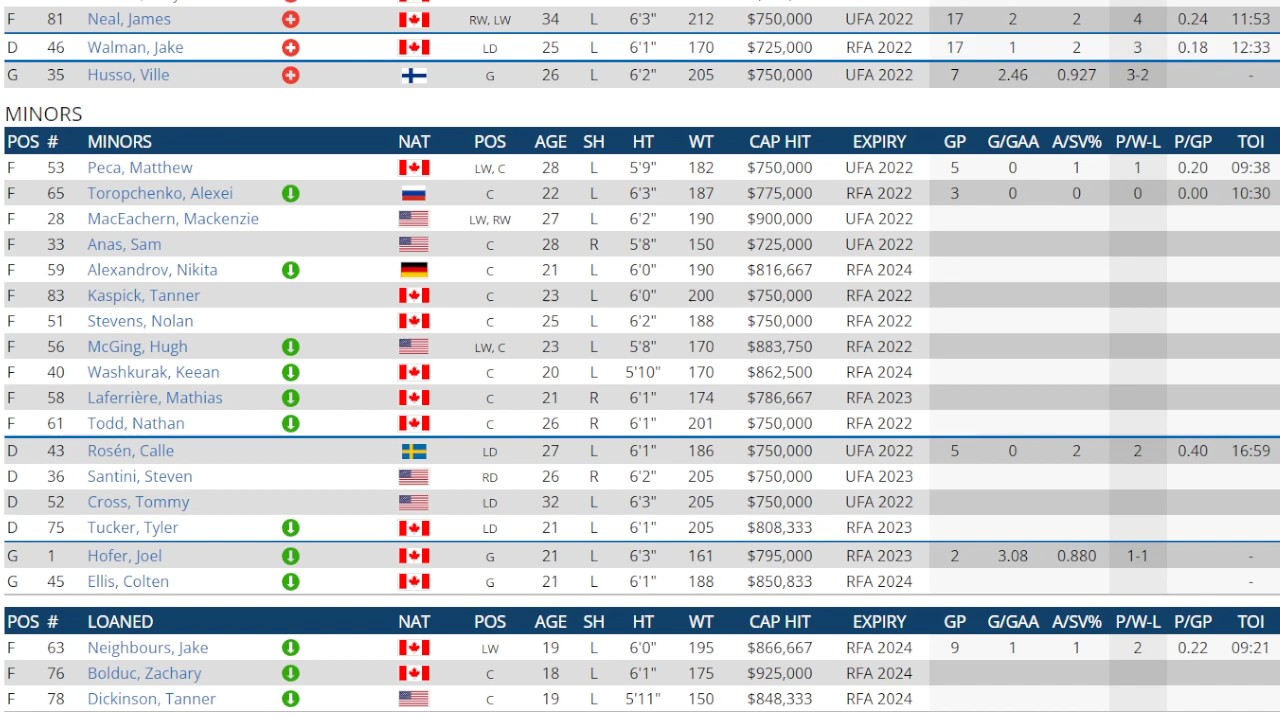 F 81 Neal, James RW, LW 34 L 6'3" 212 $750,000 UFA 2022 17 2 2 4 0.24 11:53
D 46 Walman, Jake LD 25 L 6'1" 170 $725,000 RFA 2022 17 1 2 3 0.18 12:33
G 35 Husso, Ville G 26 L 6'2" 205 $750,000 UFA 2022 7 2.46 0.927 3-2 -
MINORS
POS # MINORS NAT POS AGE SH HT WT CAP HIT EXPIRY GP G/GAA A/SV% P/W-L P/GP TOI
F 53 Peca, Matthew LW, C 28 L 5'9" 182 $750,000 UFA 2022 5 0 1 1 0.20 09:38
F 65 Toropchenko, Alexei C 22 L 6'3" 187 $775,000 RFA 2022 3 0 0 0 0.00 10:30
F 28 MacEachern, Mackenzie LW, RW 27 L 6'2" 190 $900,000 UFA 2022
F 33 Anas, Sam C 28 R 5'8" 150 $725,000 UFA 2022
F 59 Alexandrov, Nikita C 21 L 6'0" 190 $816,667 RFA 2024
F 83 Kaspick, Tanner C 23 L 6'0" 200 $750,000 RFA 2022
F 51 Stevens, Nolan C 25 L 6'2" 188 $750,000 RFA 2022
F 56 McGing, Hugh LW, C 23 L 5'8" 170 $883,750 RFA 2022
F 40 Washkurak, Keean C 20 L 5'10" 170 $862,500 RFA 2024
F 58 Laferrière, Mathias C 21 R 6'1" 174 $786,667 RFA 2023
F 61 Todd, Nathan C 26 R 6'1" 201 $750,000 RFA 2022
D 43 Rosén, Calle LD 27 L 6'1" 186 $750,000 UFA 2022 5 0 2 2 0.40 16:59
D 36 Santini, Steven RD 26 R 6'2" 205 $750,000 UFA 2023
D 52 Cross, Tommy LD 32 L 6'3" 205 $750,000 UFA 2022
D 75 Tucker, Tyler LD 21 L 6'1" 205 $808,333 RFA 2023
G 1 Hofer, Joel G 21 L 6'3" 161 $795,000 RFA 2023 2 3.08 0.880 1-1 -
G 45 Ellis, Colten G 21 L 6'1" 188 $850,833 RFA 2024 -
POS # LOANED NAT POS AGE SH HT WT CAP HIT EXPIRY GP G/GAA A/SV% P/W-L P/GP TOI
F 63 Neighbours, Jake LW 19 L 6'0" 195 $866,667 RFA 2024 9 1 1 2 0.22 09:21
F 76 Bolduc, Zachary C 18 L 6'1" 175 $925,000 RFA 2024
F 78 Dickinson, Tanner C 19 L 5'11" 150 $848,333 RFA 2024